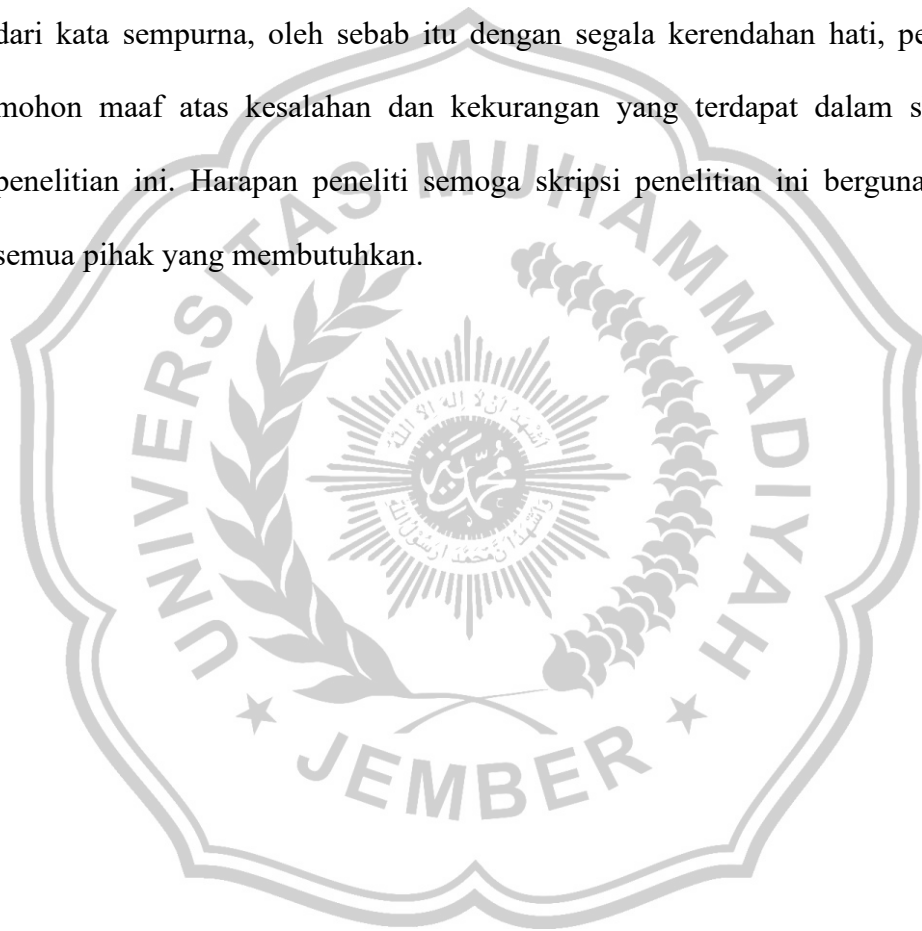 dari kata sempurna, oleh sebab itu dengan segala kerendahan hati, pe
mohon maaf atas kesalahan dan kekurangan yang terdapat dalam s
penelitian ini. Harapan peneliti semoga skripsi penelitian ini berguna
semua pihak yang membutuhkan.
UNIVERSITAS MUHAMMADIYAH
JEMBER